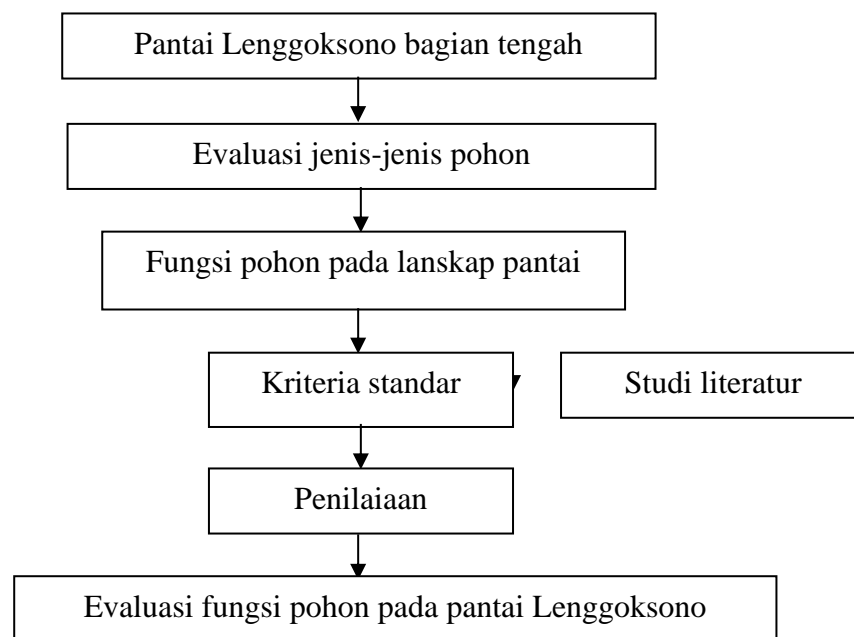 Pantai Lenggoksono bagian tengah
Evaluasi jenis-jenis pohon
Fungsi pohon pada lanskap pantai
Kriteria standar
Studi literatur
Penilaiaan
Evaluasi fungsi pohon pada pantai Lenggoksono